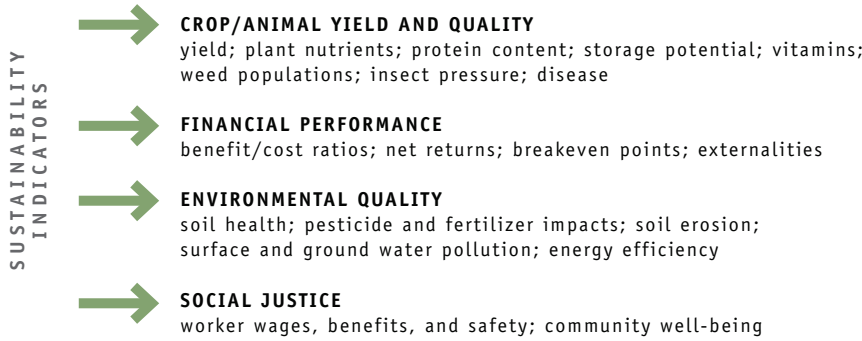 SUSTAINABILITY
INDICATORS
CROP/ANIMAL YIELD AND QUALITY
yield; plant nutrients; protein content; storage potential; vitamins;
weed populations; insect pressure; disease
FINANCIAL PERFORMANCE
benefit/cost ratios; net returns; breakeven points; externalities
ENVIRONMENTAL QUALITY
soil health; pesticide and fertilizer impacts; soil erosion;
surface and ground water pollution; energy efficiency
SOCIAL JUSTICE
worker wages, benefits, and safety; community well-being